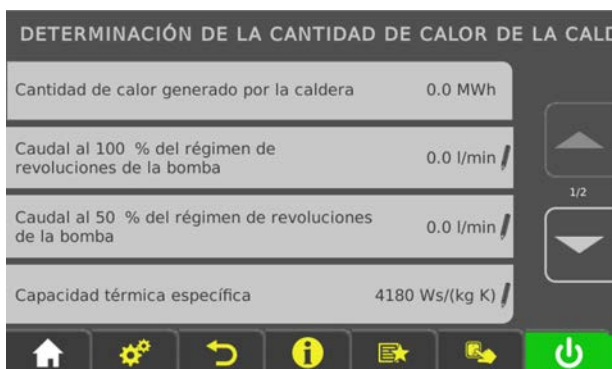 DETERMINACIÓN DE LA CANTIDAD DE CALOR DE LA CALD
Cantidad de calor generado por la caldera 0.0 MWh
Caudal al 100 % del régimen de
revoluciones de la bomba 0.0 l/min
1/2
Caudal al 50 % del régimen de revoluciones
de la bomba 0.0 l/min
Capacidad térmica específica 4180 Ws/(kg K)